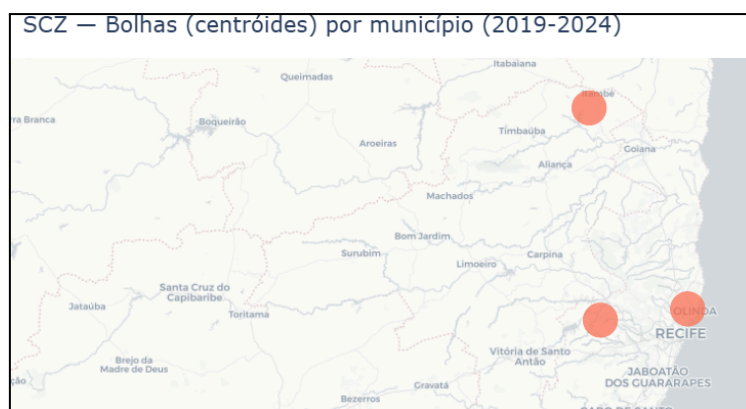 SCZ — Bolhas (centróides) por município (2019-2024)
Itabaiana
Queimadas
Itambé
Boqueirão
Timbaúba
Aroeiras
Goiana
Aliança
Machados
Bom Jardim
Surubim
Carpina
Limoeiro
Santa Cruz do
Capibaribe
Jataúba
Toritama
OLINDA
RECIFE
Vitória de Santo
Antão
Brejo da
Madre de Deus
JABOATÃO
DOS GUARARAPES
Gravatá
Bezerros